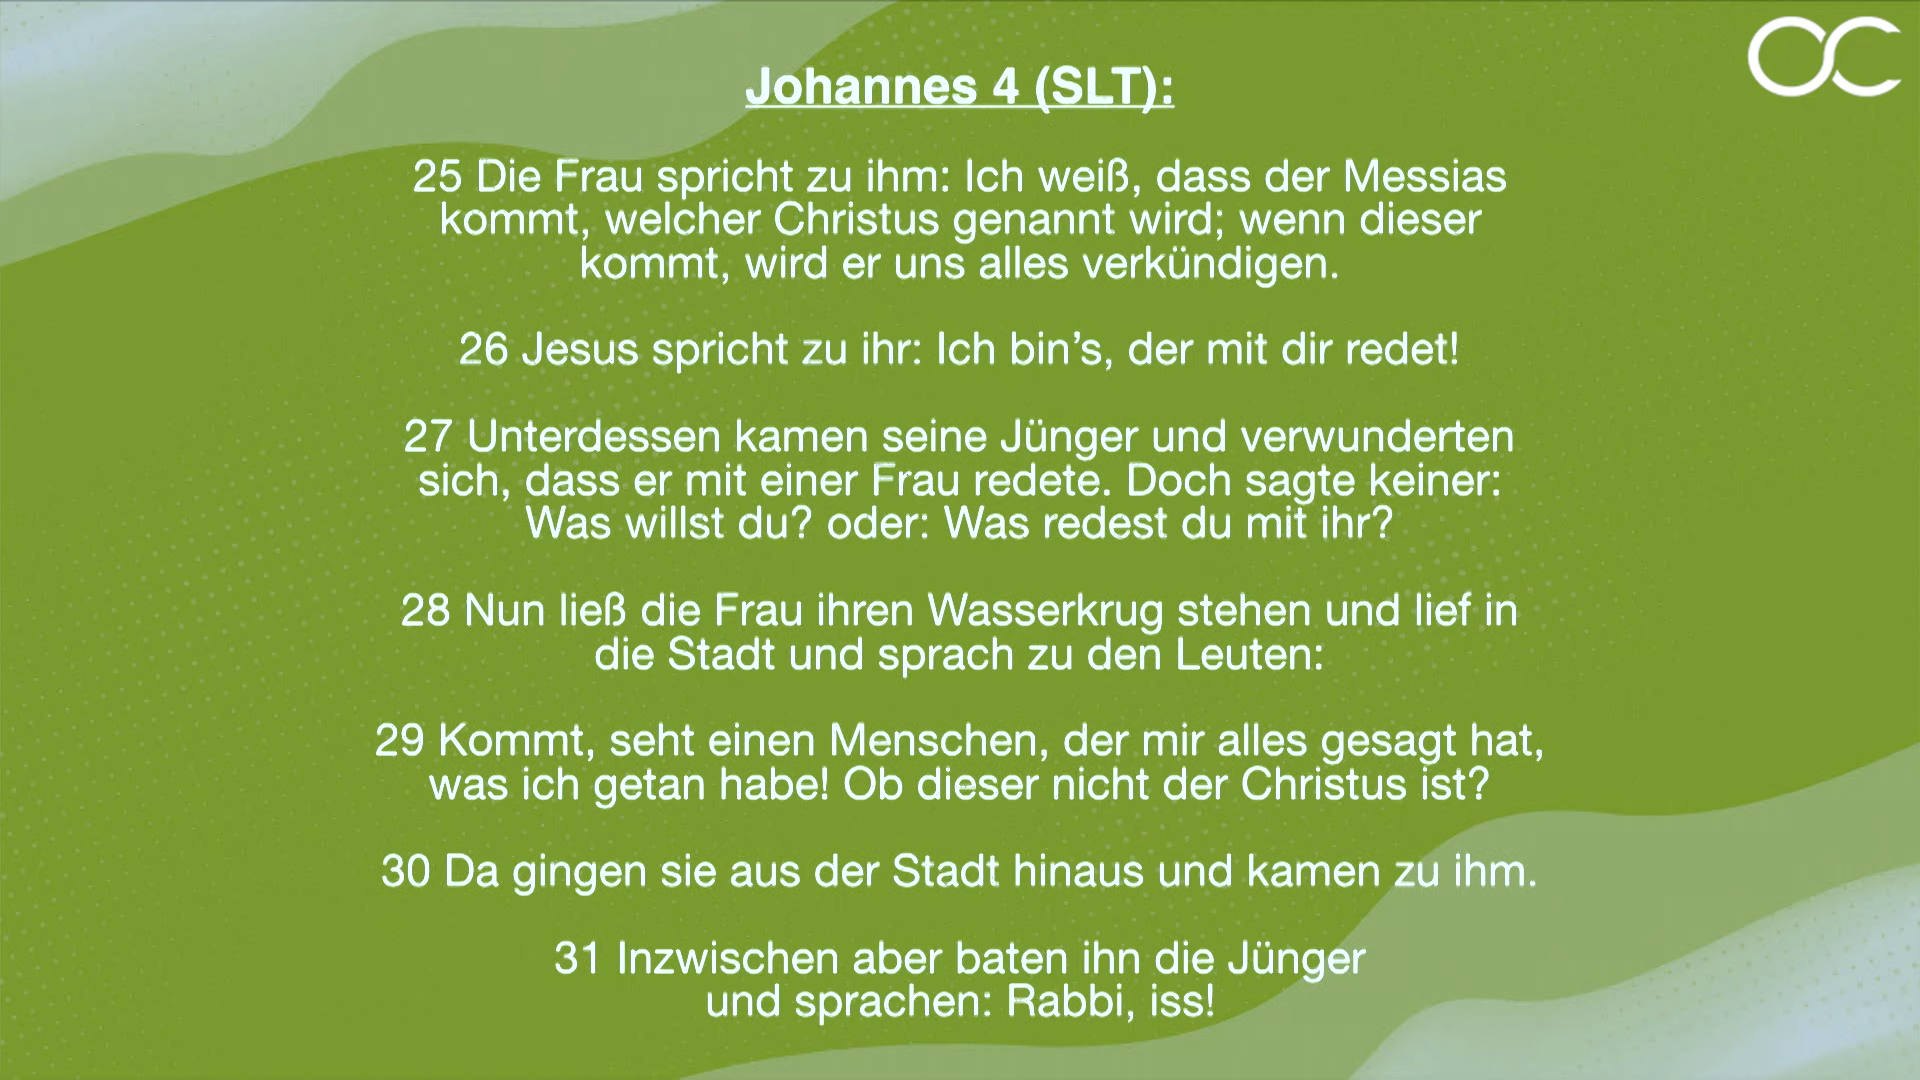 Johannes 4 (SLT):
25 Die Frau spricht zu ihm: Ich weiß, dass der Messias
kommt, welcher Christus genannt wird; wenn dieser
kommt, wird er uns alles verkündigen.
26 Jesus spricht zu ihr: Ich bin’s, der mit dir redet!
27 Unterdessen kamen seine Jünger und verwunderten
sich, dass er mit einer Frau redete. Doch sagte keiner:
Was willst du? oder: Was redest du mit ihr?
28 Nun ließ die Frau ihren Wasserkrug stehen und lief in
die Stadt und sprach zu den Leuten:
29 Kommt, seht einen Menschen, der mir alles gesagt hat,
was ich getan habe! Ob dieser nicht der Christus ist?
30 Da gingen sie aus der Stadt hinaus und kamen zu ihm.
31 Inzwischen aber baten ihn die Jünger
und sprachen: Rabbi, iss!